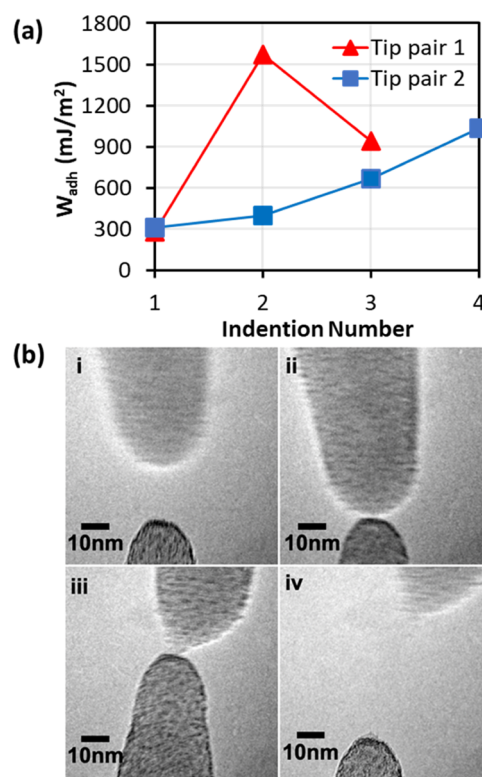 (a)
1800
1500
1200
900
600
300
0
W_adh (mJ/m²)
Tip pair 1
Tip pair 2
1 2 3 4
Indention Number
(b)
i
10nm
ii
10nm
iii
10nm
iv
10nm